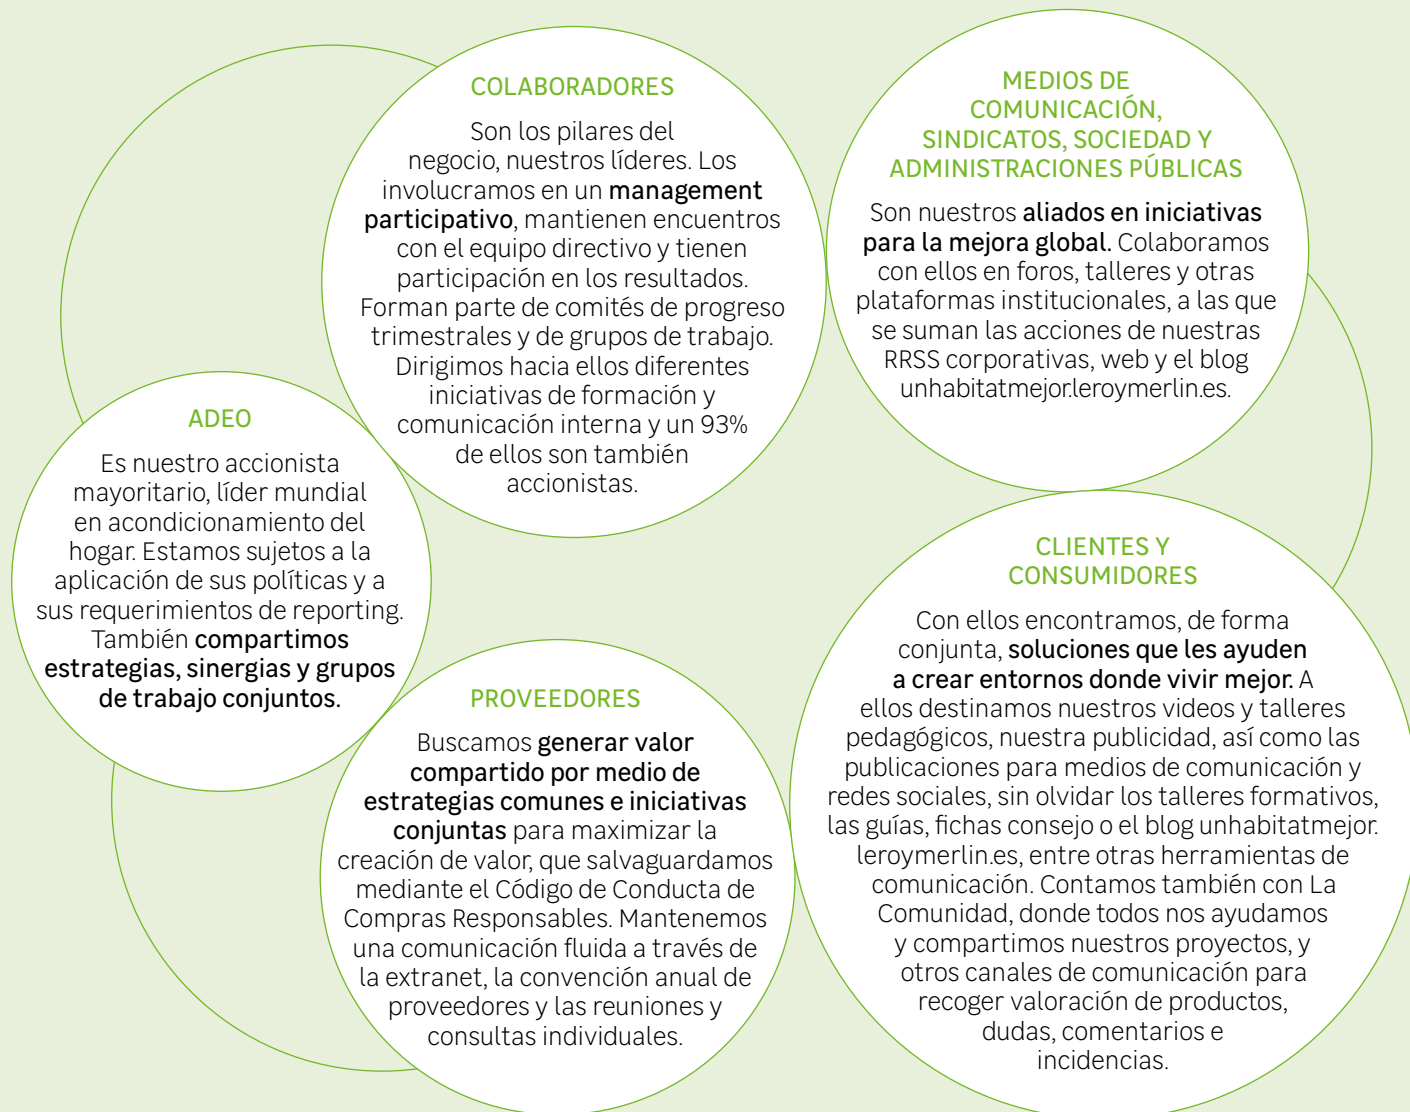 COLABORADORES
Son los pilares del
negocio, nuestros líderes. Los
involucramos en un management
participativo, mantienen encuentros
con el equipo directivo y tienen
participación en los resultados.
Forman parte de comités de progreso
trimestrales y de grupos de trabajo.
Dirigimos hacia ellos diferentes
iniciativas de formación y
comunicación interna y un 93%
de ellos son también
accionistas.
MEDIOS DE
COMUNICACIÓN,
SINDICATOS, SOCIEDAD Y
ADMINISTRACIONES PÚBLICAS
Son nuestros aliados en iniciativas
para la mejora global. Colaboramos
con ellos en foros, talleres y otras
plataformas institucionales, a las que
se suman las acciones de nuestras
RRSS corporativas, web y el blog
unhabitatmejor.leroymerlin.es.
ADEO
Es nuestro accionista
mayoritario, líder mundial
en acondicionamiento del
hogar. Estamos sujetos a la
aplicación de sus políticas y a
sus requerimientos de reporting.
También compartimos
estrategias, sinergias y grupos
de trabajo conjuntos.
PROVEEDORES
Buscamos generar valor
compartido por medio de
estrategias comunes e iniciativas
conjuntas para maximizar la
creación de valor, que salvaguardamos
mediante el Código de Conducta de
Compras Responsables. Mantenemos
una comunicación fluida a través de
la extranet, la convención anual de
proveedores y las reuniones y
consultas individuales.
CLIENTES Y
CONSUMIDORES
Con ellos encontramos, de forma
conjunta, soluciones que les ayuden
a crear entornos donde vivir mejor. A
ellos destinamos nuestros videos y talleres
pedagógicos, nuestra publicidad, así como las
publicaciones para medios de comunicación y
redes sociales, sin olvidar los talleres formativos,
las guías, fichas consejo o el blog unhabitatmejor.
leroymerlin.es, entre otras herramientas de
comunicación. Contamos también con La
Comunidad, donde todos nos ayudamos
y compartimos nuestros proyectos, y
otros canales de comunicación para
recoger valoración de productos,
dudas, comentarios e
incidencias.